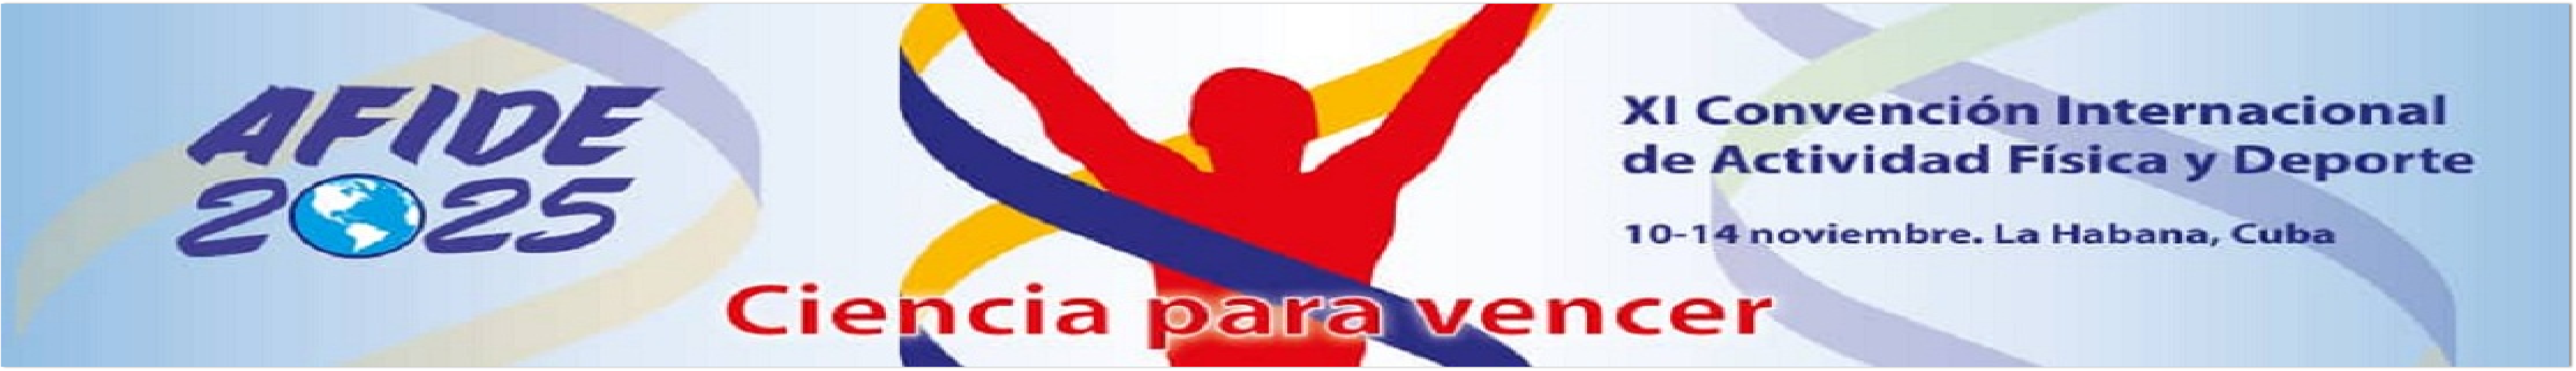 AFIDE
2025
Ciencia para vencer
XI Convención Internacional
de Actividad Física y Deporte
10-14 noviembre. La Habana, Cuba